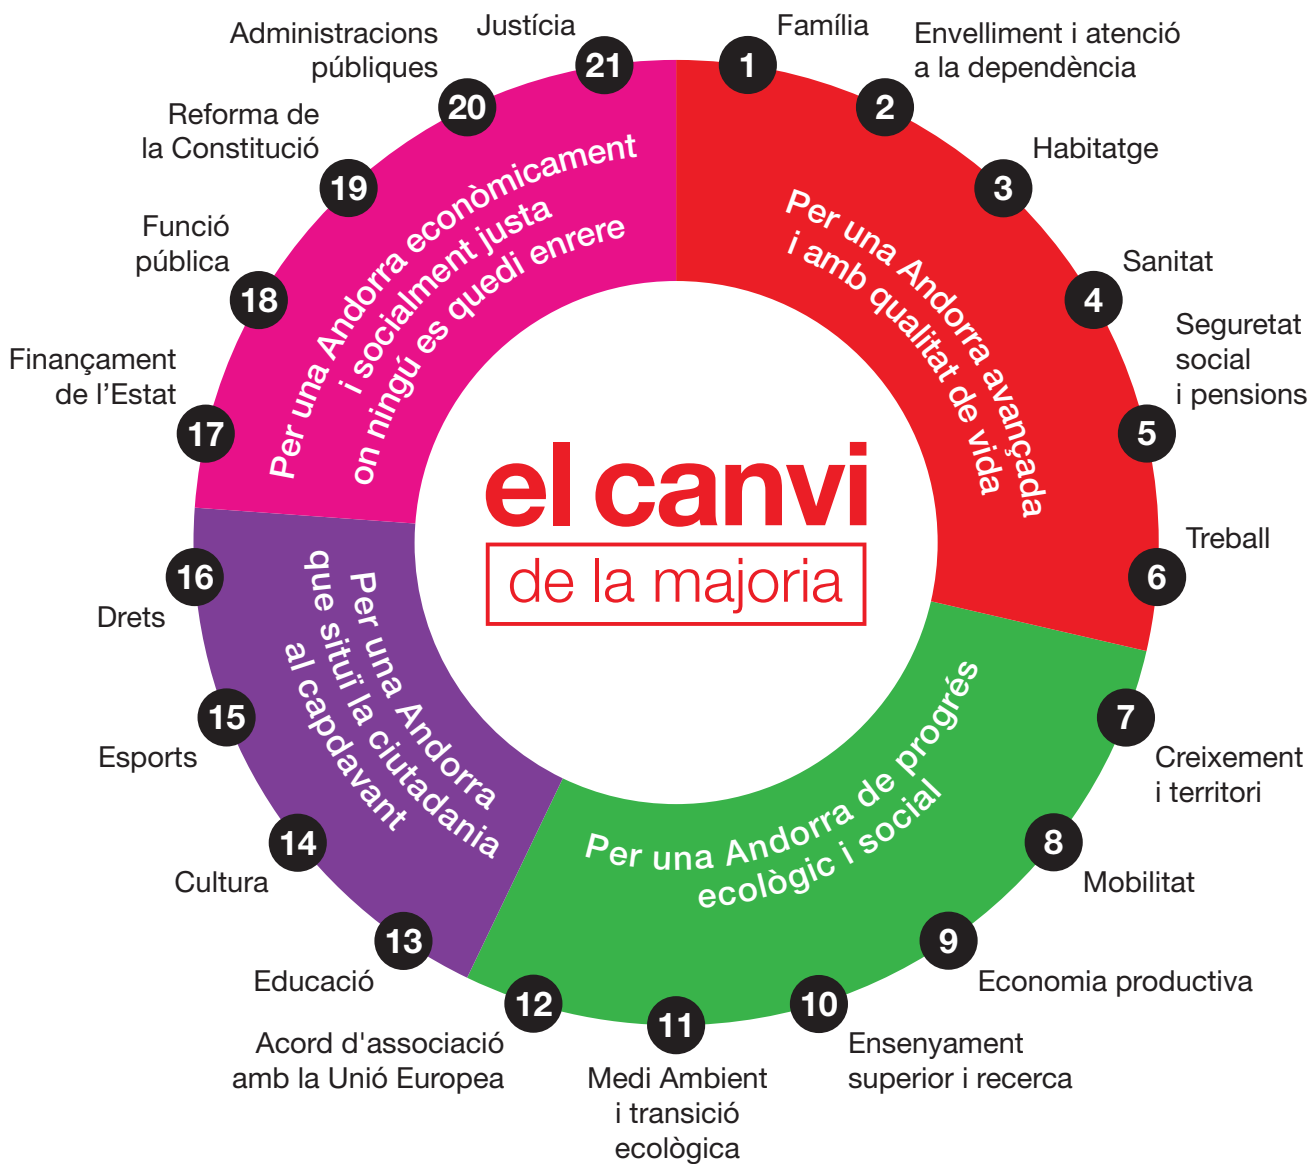 1
Família
2
Envelliment i atenció
a la dependència
3
Habitatge
4
Sanitat
5
Seguretat
social
i pensions
6
Treball
7
Creixement
i territori
8
Mobilitat
9
Economia productiva
10
Ensenyament
superior i recerca
11
Medi Ambient
i transició
ecològica
12
Acord d'associació
amb la Unió Europea
13
Educació
14
Cultura
15
Esports
16
Drets
17
Finançament
de l’Estat
18
Funció
pública
19
Reforma de
la Constitució
20
Administracions
públiques
21
Justícia
Per una Andorra avançada
i amb qualitat de vida
Per una Andorra de progrés
ecològic i social
Per una Andorra
que situï la ciutadania
al capdavant
Per una Andorra econòmicament
i socialment justa
on ningú es quedi enrere
el canvi
de la majoria